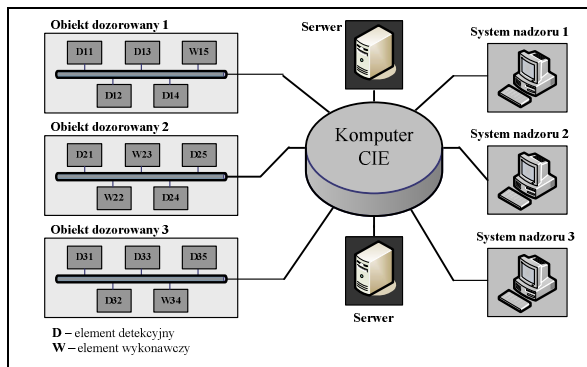 Obiekt dozorowany 1
D11 D13 W15
D12 D14
Obiekt dozorowany 2
D21 W23 D25
W22 D24
Obiekt dozorowany 3
D31 D33 D35
D32 W34
D – element detekcyjny
W – element wykonawczy
Serwer
Komputer
CIE
Serwer
System nadzoru 1
System nadzoru 2
System nadzoru 3